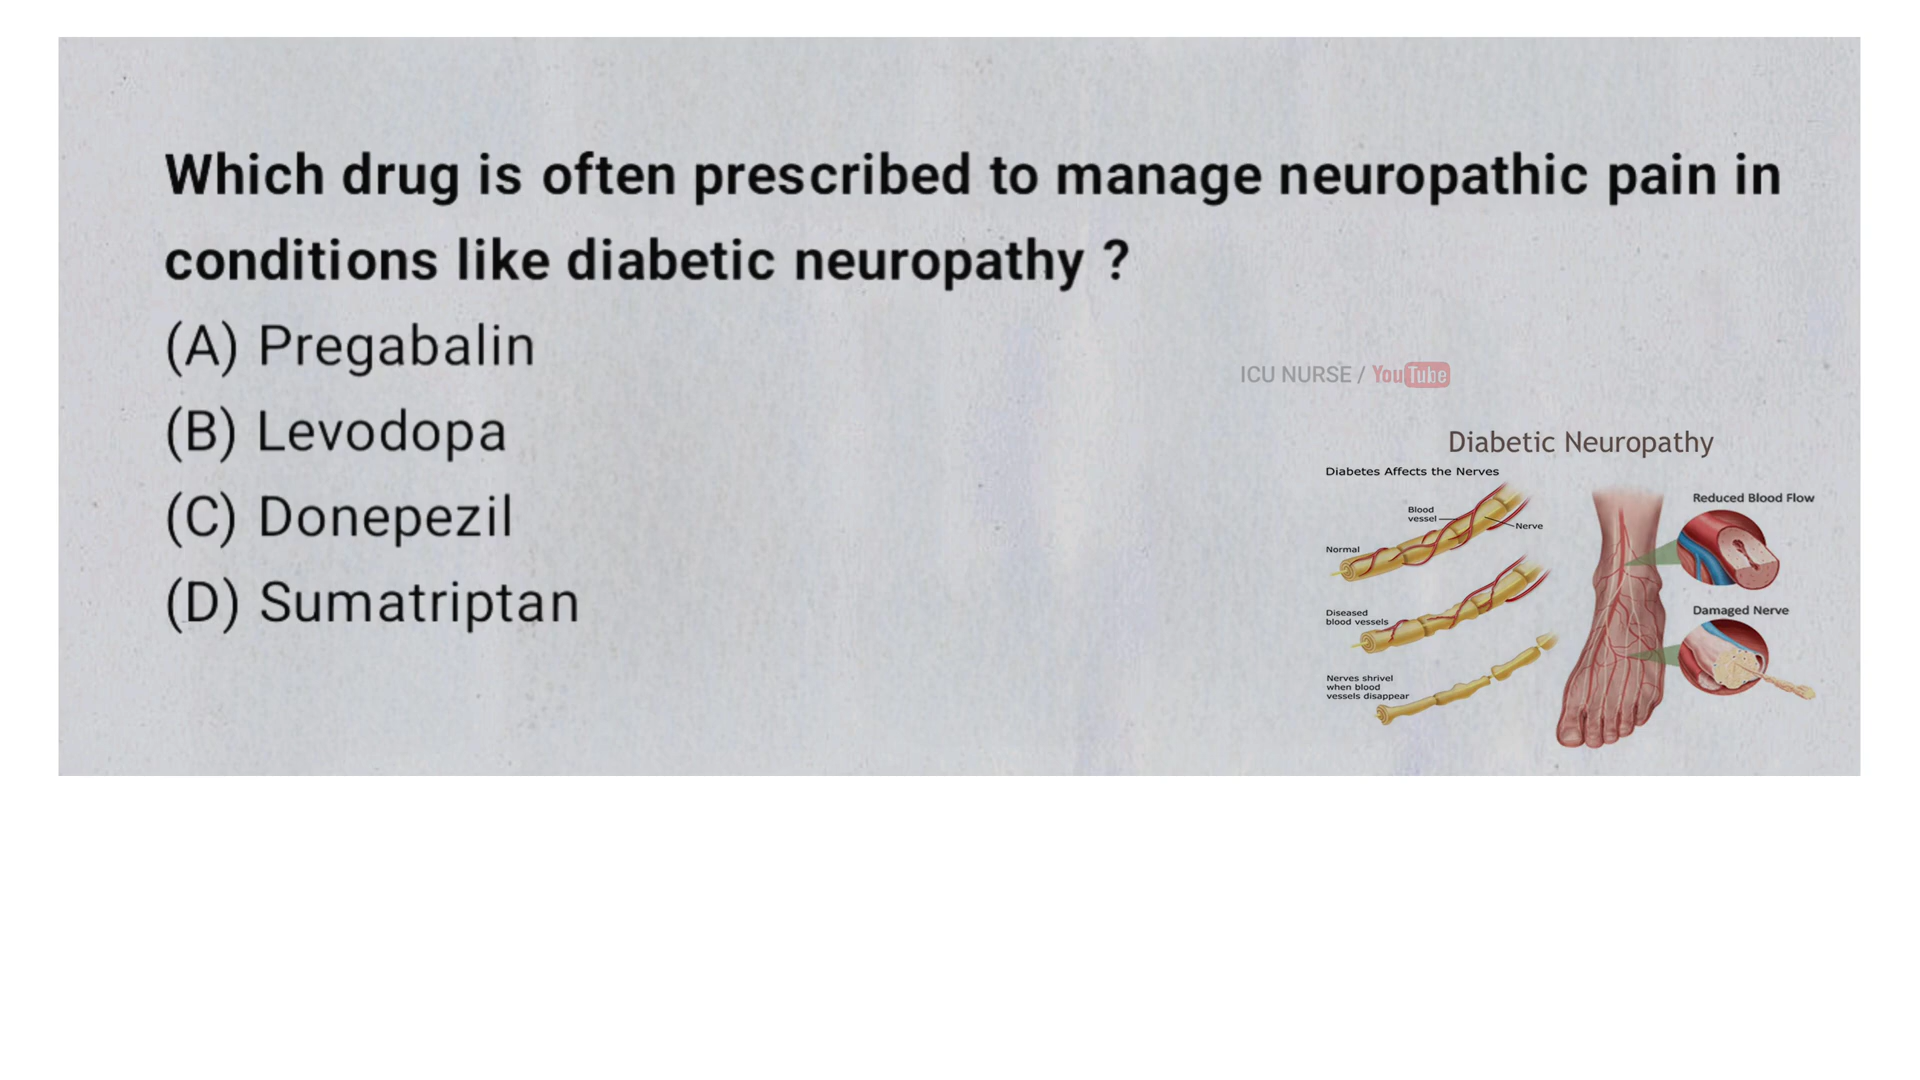 Which drug is often prescribed to manage neuropathic pain in
conditions like diabetic neuropathy ?
(A) Pregabalin
(B) Levodopa
(C) Donepezil
(D) Sumatriptan
ICU NURSE / YouTube
Diabetic Neuropathy
Diabetes Affects the Nerves
Blood
vessel
Nerve
Normal
Diseased
blood vessels
Nerves shrivel
when blood
vessels disappear
Reduced Blood Flow
Damaged Nerve